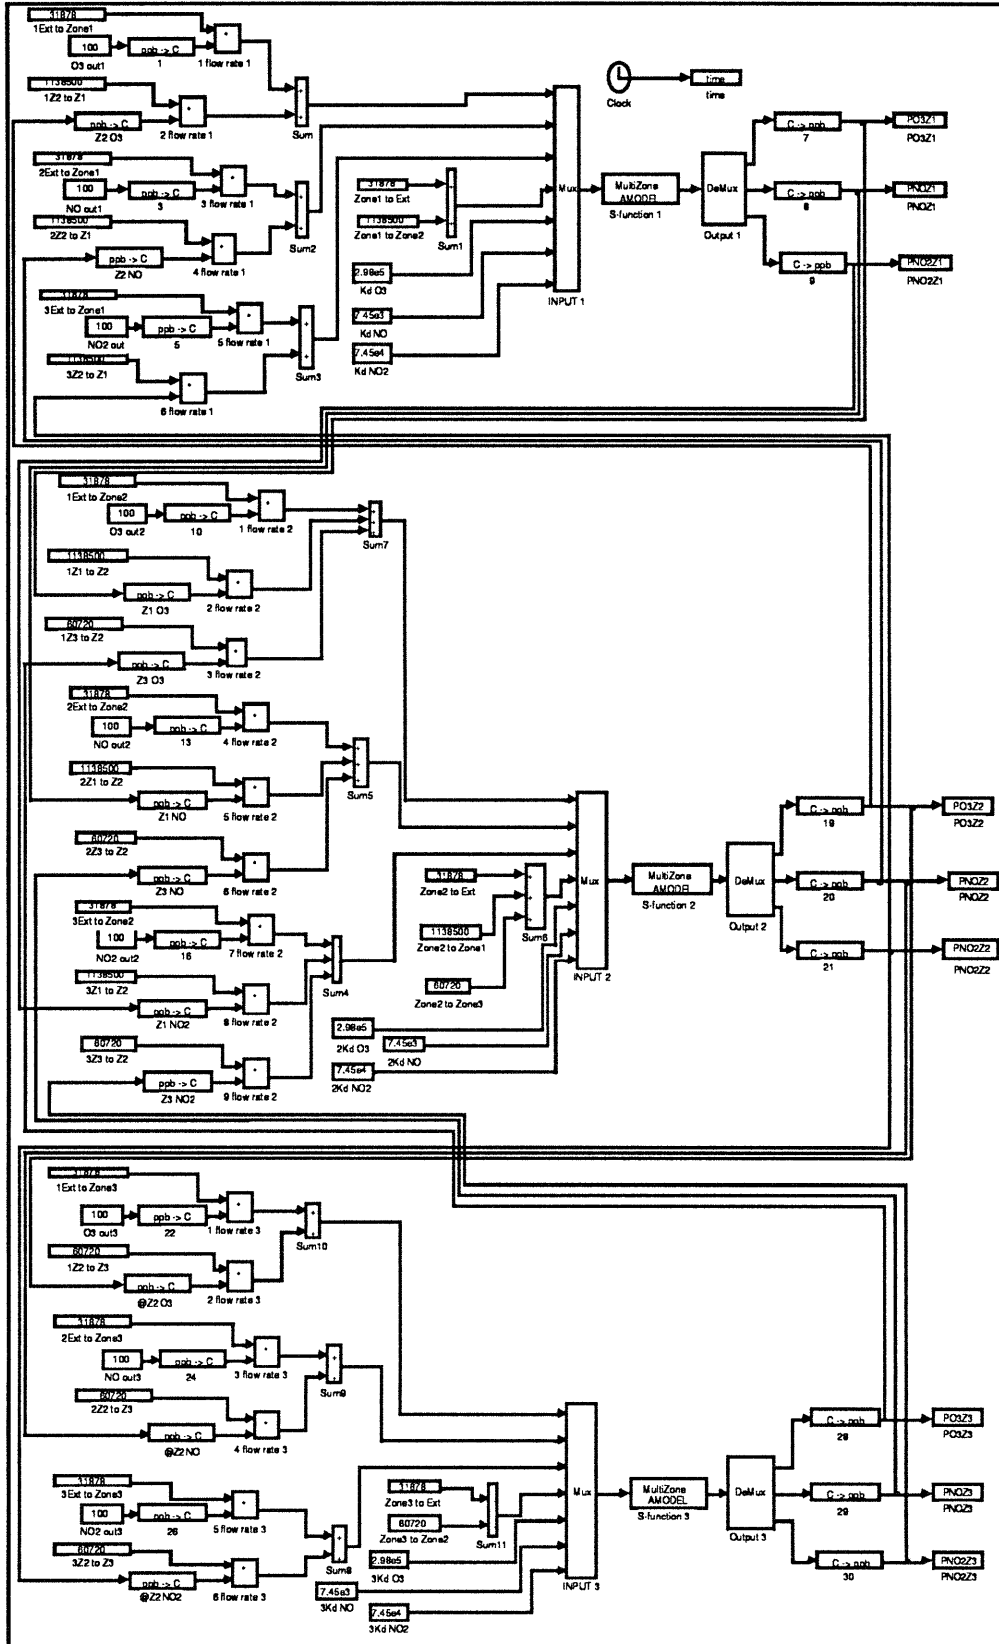 31878
1Ext to Zone1
100
O3 out1
ppb -> C
1
1 flow rate 1
1138500
1Z2 to Z1
ppb -> C
Z2 O3
2 flow rate 1
Sum
31878
2Ext to Zone1
100
NO out1
ppb -> C
3
3 flow rate 1
1138500
2Z2 to Z1
ppb -> C
Z2 NO
4 flow rate 1
Sum2
31878
3Ext to Zone1
100
NO2 out
ppb -> C
5
5 flow rate 1
1138500
3Z2 to Z1
6 flow rate 1
Sum3
31878
Zone1 to Ext
1138500
Zone1 to Zone2
Sum1
2.98e5
Kd O3
7.45e3
Kd NO
7.45e4
Kd NO2
Mux
INPUT 1
Clock
time
time
MultiZone
AMODEL
S-function 1
DeMux
Output 1
C -> ppb
7
C -> ppb
8
C -> ppb
9
PO3Z1
PO3Z1
PNOZ1
PNOZ1
PNO2Z1
PNO2Z1
31878
1Ext to Zone2
100
O3 out2
ppb -> C
10
1 flow rate 2
Sum7
1138500
1Z1 to Z2
ppb -> C
Z1 O3
2 flow rate 2
60720
1Z3 to Z2
ppb -> C
Z3 O3
3 flow rate 2
31878
2Ext to Zone2
100
NO out2
ppb -> C
13
4 flow rate 2
1138500
2Z1 to Z2
ppb -> C
Z1 NO
5 flow rate 2
Sum5
60720
2Z3 to Z2
ppb -> C
Z3 NO
6 flow rate 2
31878
3Ext to Zone2
100
NO2 out2
ppb -> C
16
7 flow rate 2
1138500
3Z1 to Z2
ppb -> C
Z1 NO2
8 flow rate 2
Sum4
60720
3Z3 to Z2
ppb -> C
Z3 NO2
9 flow rate 2
31878
Zone2 to Ext
1138500
Zone2 to Zone1
60720
Zone2 to Zone3
Sum6
2.98e5
2Kd O3
7.45e3
2Kd NO
7.45e4
2Kd NO2
Mux
INPUT 2
MultiZone
AMODEL
S-function 2
DeMux
Output 2
C -> ppb
19
C -> ppb
20
C -> ppb
21
PO3Z2
PO3Z2
PNOZ2
PNOZ2
PNO2Z2
PNO2Z2
31878
1Ext to Zone3
100
O3 out3
ppb -> C
22
1 flow rate 3
Sum10
60720
1Z2 to Z3
ppb -> C
@Z2 O3
2 flow rate 3
31878
2Ext to Zone3
100
NO out3
ppb -> C
24
3 flow rate 3
Sum9
60720
2Z2 to Z3
ppb -> C
@Z2 NO
4 flow rate 3
31878
3Ext to Zone3
100
NO2 out3
ppb -> C
26
5 flow rate 3
60720
3Z2 to Z3
ppb -> C
@Z2 NO2
6 flow rate 3
Sum8
31878
Zone3 to Ext
60720
Zone3 to Zone2
Sum11
2.98e5
3Kd O3
7.45e3
3Kd NO
7.45e4
3Kd NO2
Mux
INPUT 3
MultiZone
AMODEL
S-function 3
DeMux
Output 3
C -> ppb
28
C -> ppb
29
C -> ppb
30
PO3Z3
PO3Z3
PNOZ3
PNOZ3
PNO2Z3
PNO2Z3